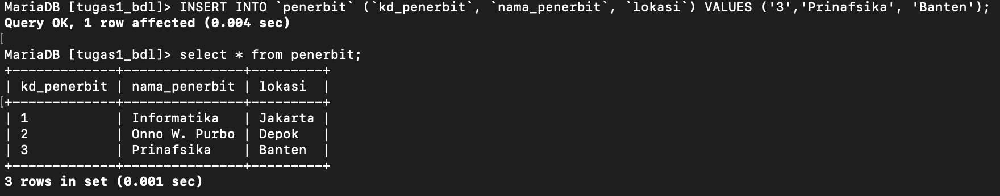 MariaDB [tugas1_bdl]> INSERT INTO `penerbit` (`kd_penerbit`, `nama_penerbit`, `lokasi`) VALUES ('3','Prinafsika', 'Banten');
Query OK, 1 row affected (0.004 sec)
[
MariaDB [tugas1_bdl]> select * from penerbit;
+-------------+---------------+---------+
| kd_penerbit | nama_penerbit | lokasi  |
[+-------------+---------------+---------+
| 1           | Informatika   | Jakarta |
| 2           | Onno W. Purbo | Depok   |
| 3           | Prinafsika    | Banten  |
+-------------+---------------+---------+
3 rows in set (0.001 sec)